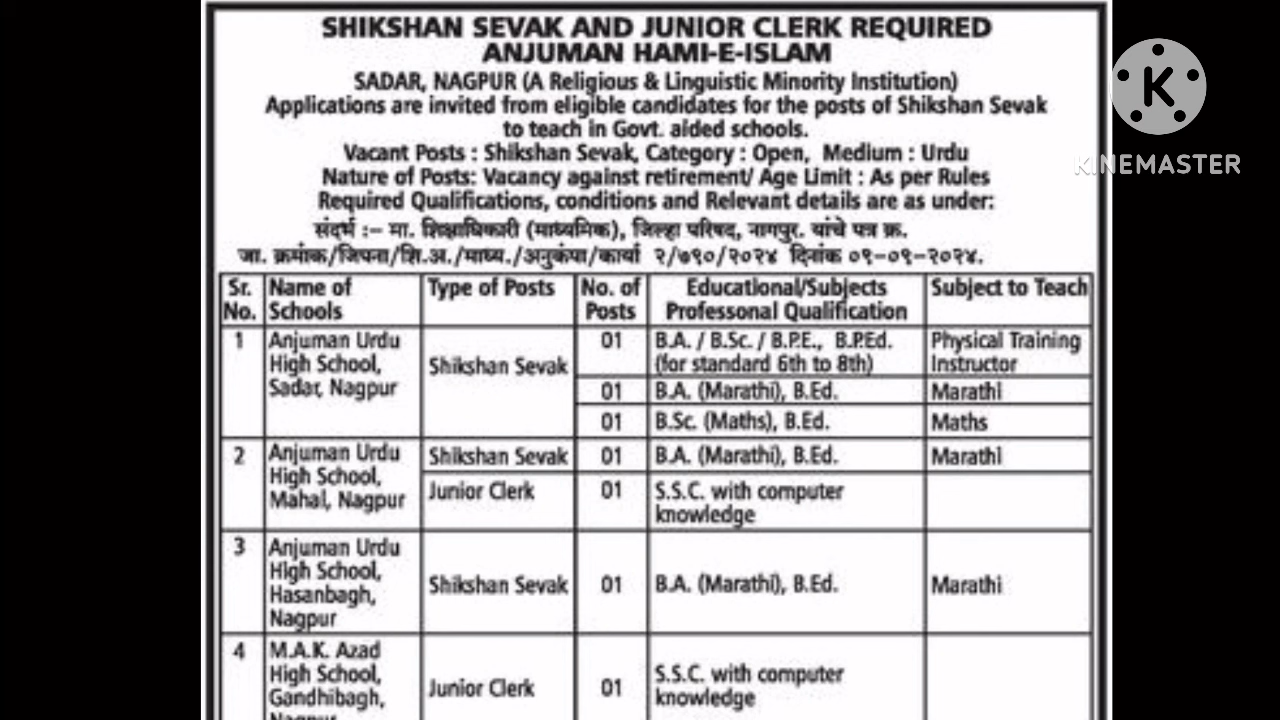 SHIKSHAN SEVAK AND JUNIOR CLERK REQUIRED
ANJUMAN HAMI-E-ISLAM
SADAR, NAGPUR (A Religious & Linguistic Minority Institution)
Applications are invited from eligible candidates for the posts of Shikshan Sevak
to teach in Govt. aided schools.
Vacant Posts : Shikshan Sevak, Category : Open, Medium : Urdu
Nature of Posts: Vacancy against retirement/ Age Limit : As per Rules
Required Qualifications, conditions and Relevant details are as under:
संदर्भ :- मा. शिक्षाधिकारी (माध्यमिक), जिल्हा परिषद, नागपुर. यांचे पत्र क्र.
जा. क्रमांक/जिपना/शि.अ./माध्य./अनुकंपा/कार्या २/७९०/२०२४ दिनांक ०९-०९-२०२४.
Sr. No. Name of Schools Type of Posts No. of Posts Educational/Subjects Professonal Qualification Subject to Teach
1 Anjuman Urdu High School, Sadar, Nagpur Shikshan Sevak 01 B.A. / B.Sc. / B.P.E., B.P.Ed. (for standard 6th to 8th) Physical Training Instructor
01 B.A. (Marathi), B.Ed. Marathi
01 B.Sc. (Maths), B.Ed. Maths
2 Anjuman Urdu High School, Mahal, Nagpur Shikshan Sevak 01 B.A. (Marathi), B.Ed. Marathi
Junior Clerk 01 S.S.C. with computer knowledge
3 Anjuman Urdu High School, Hasanbagh, Nagpur Shikshan Sevak 01 B.A. (Marathi), B.Ed. Marathi
4 M.A.K. Azad High School, Gandhibagh, Nagpur Junior Clerk 01 S.S.C. with computer knowledge
K
KINEMASTER